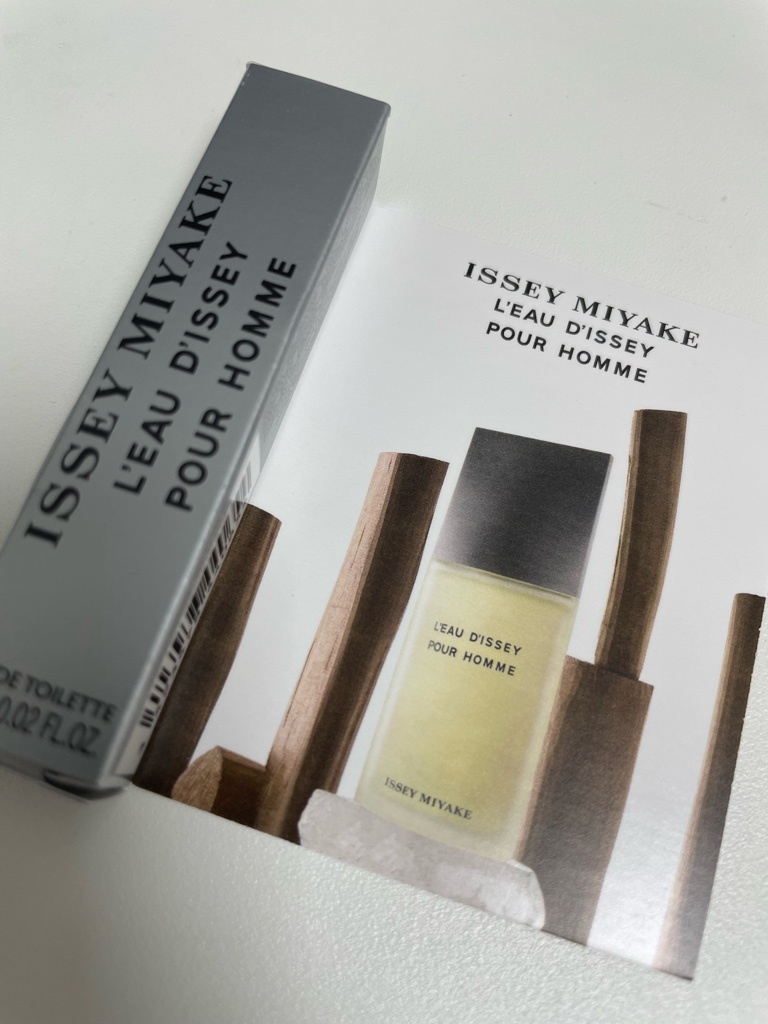 ISSEY MIYAKE
L'EAU D'ISSEY
POUR HOMME
DE TOILETTE
0.02 FL.OZ.
ISSEY MIYAKE
L'EAU D'ISSEY
POUR HOMME
L'EAU D'ISSEY
POUR HOMME
ISSEY MIYAKE